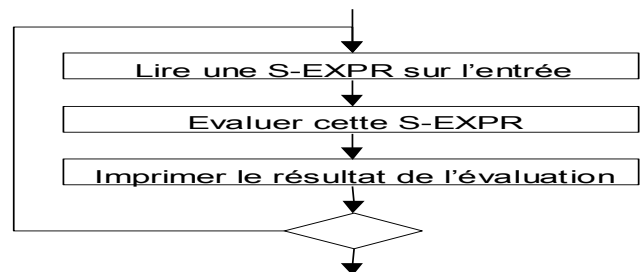 Lire une S-EXPR sur l'entrée
Evaluer cette S-EXPR
Imprimer le résultat de l'évaluation